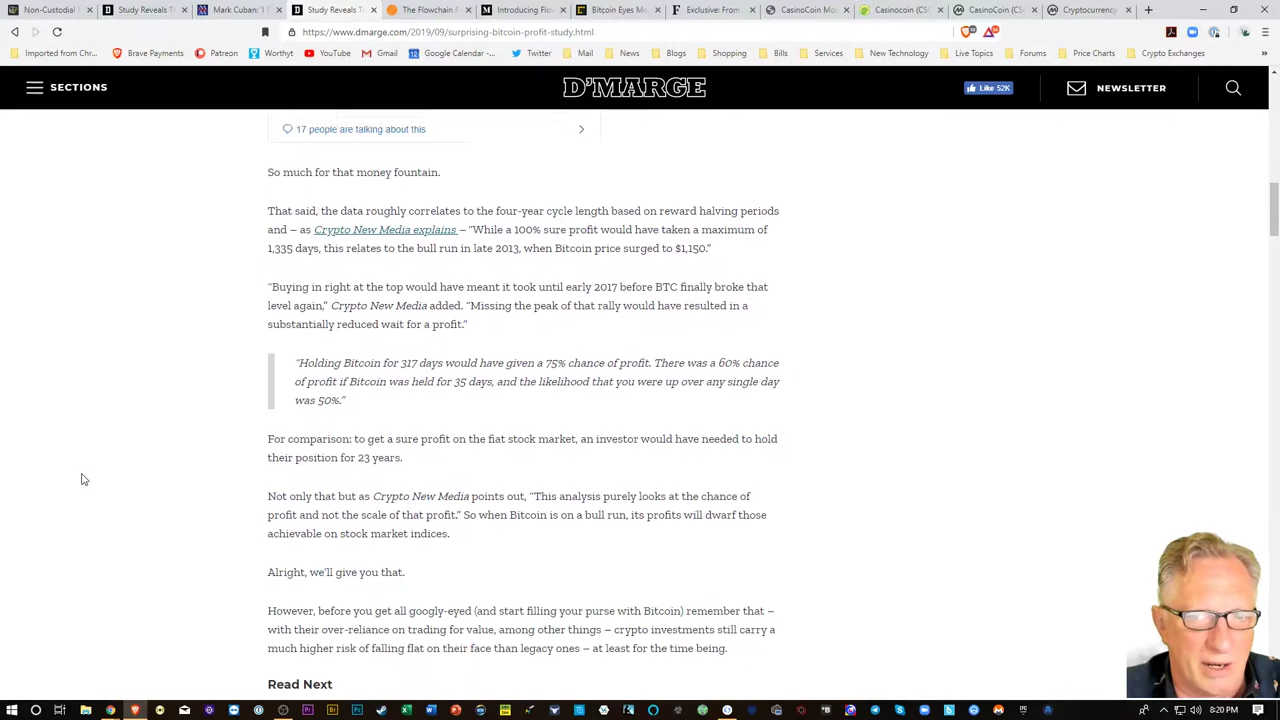 Non-Custodial
Study Reveals T
Mark Cuban: 'I
Study Reveals T
The Flowchain
Introducing Flo
Bitcoin Eyes Mo
Exclusive: From
CasinoCoin Mo
Casinocoin (CS
CasinoCoin (CS
Cryptocurrency
https://www.dmarge.com/2019/09/surprising-bitcoin-profit-study.html
Imported from Chr...
Brave Payments
Patreon
Worthyt
YouTube
Gmail
Google Calendar -...
Twitter
Mail
News
Blogs
Shopping
Bills
Services
New Technology
Live Topics
Forums
Price Charts
Crypto Exchanges
SECTIONS
D'MARGE
Like 52K
NEWSLETTER
17 people are talking about this
So much for that money fountain.
That said, the data roughly correlates to the four-year cycle length based on reward halving periods
and – as Crypto New Media explains – “While a 100% sure profit would have taken a maximum of
1,335 days, this relates to the bull run in late 2013, when Bitcoin price surged to $1,150.”
“Buying in right at the top would have meant it took until early 2017 before BTC finally broke that
level again,” Crypto New Media added. “Missing the peak of that rally would have resulted in a
substantially reduced wait for a profit.”
“Holding Bitcoin for 317 days would have given a 75% chance of profit. There was a 60% chance
of profit if Bitcoin was held for 35 days, and the likelihood that you were up over any single day
was 50%.”
For comparison: to get a sure profit on the fiat stock market, an investor would have needed to hold
their position for 23 years.
Not only that but as Crypto New Media points out, “This analysis purely looks at the chance of
profit and not the scale of that profit.” So when Bitcoin is on a bull run, its profits will dwarf those
achievable on stock market indices.
Alright, we’ll give you that.
However, before you get all googly-eyed (and start filling your purse with Bitcoin) remember that –
with their over-reliance on trading for value, among other things – crypto investments still carry a
much higher risk of falling flat on their face than legacy ones – at least for the time being.
Read Next
8:20 PM